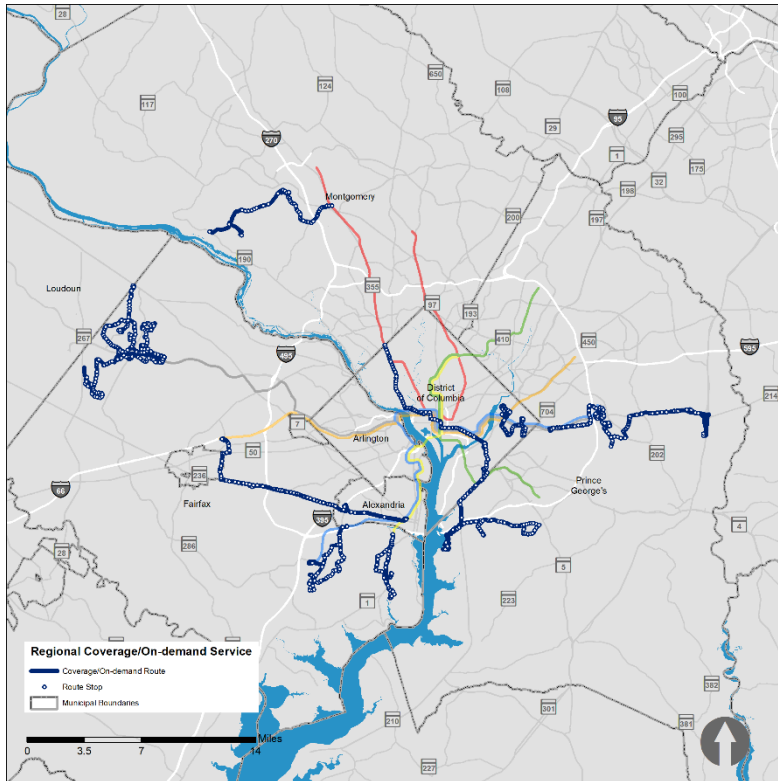 28
650
124
108
100
117
29
95
295
270
1
175
32
198
Montgomery
200
197
190
Loudoun
355
97
193
267
410
450
495
595
District
of Columbia
214
704
7
Arlington
50
202
236
Prince
George's
66
Fairfax
395
Alexandria
4
286
28
5
1
223
Regional Coverage/On-demand Service
Coverage/On-demand Route
Route Stop
Municipal Boundaries
382
301
210
381
Miles
0 3.5 7 14
227